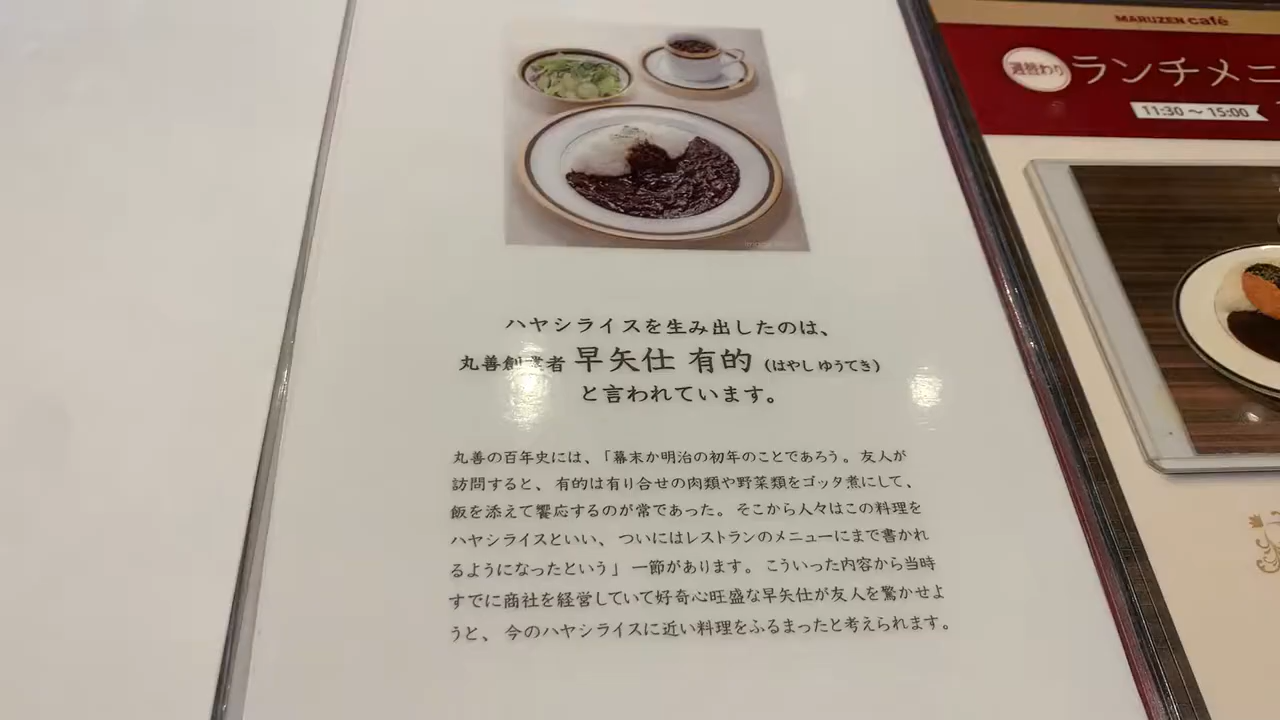 ハヤシライスを生み出したのは、
丸善創業者 早矢仕 有的 (はやし ゆうてき)
と言われています。
丸善の百年史には、「幕末か明治の初年のことであろう。友人が
訪問すると、有的は有り合せの肉類や野菜類をゴッタ煮にして、
飯を添えて饗応するのが常であった。そこから人々はこの料理を
ハヤシライスといい、ついにはレストランのメニューにまで書かれ
るようになったという」一節があります。こういった内容から当時
すでに商社を経営していて好奇心旺盛な早矢仕が友人を驚かせよ
うと、今のハヤシライスに近い料理をふるまったと考えられます。
MARUZEN café
週替わり ランチメニ
11:30 ～ 15:00